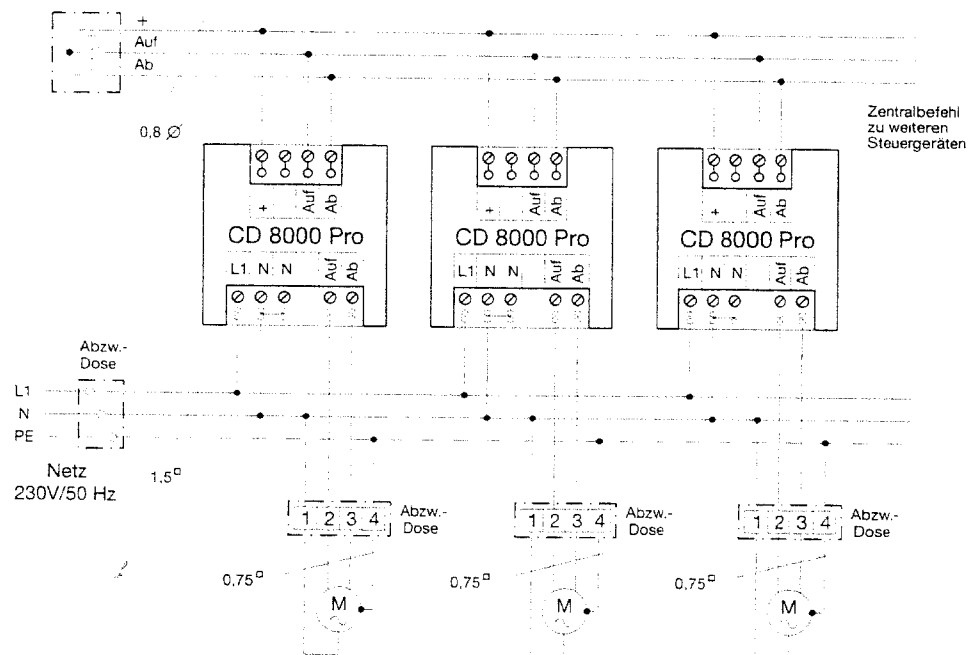 +
Auf
Ab
0,8 Ø
Zentralbefehl
zu weiteren
Steuergeräten
+ Auf Ab
CD 8000 Pro
L1 N N Auf Ab
+ Auf Ab
CD 8000 Pro
L1 N N Auf Ab
+ Auf Ab
CD 8000 Pro
L1 N N Auf Ab
Abzw.-
Dose
L1
N
PE
Netz
230V/50 Hz
1,5□
1 2 3 4
Abzw.-
Dose
1 2 3 4
Abzw.-
Dose
1 2 3 4
Abzw.-
Dose
0,75□
M
0,75□
M
0,75□
M